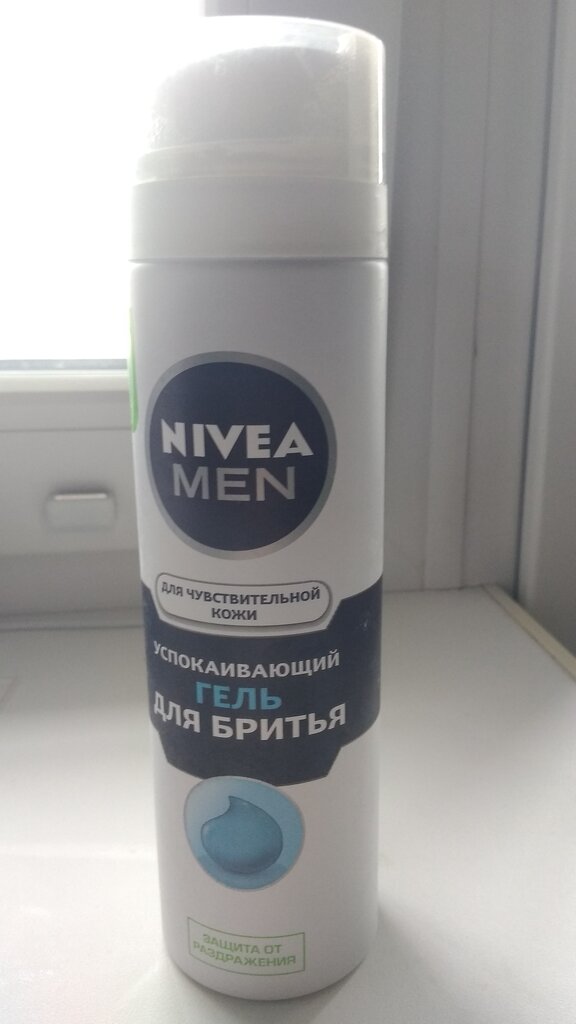 NIVEA
MEN
ДЛЯ ЧУВСТВИТЕЛЬНОЙ
КОЖИ
УСПОКАИВАЮЩИЙ
ГЕЛЬ
ДЛЯ БРИТЬЯ
ЗАЩИТА ОТ
РАЗДРАЖЕНИЯ